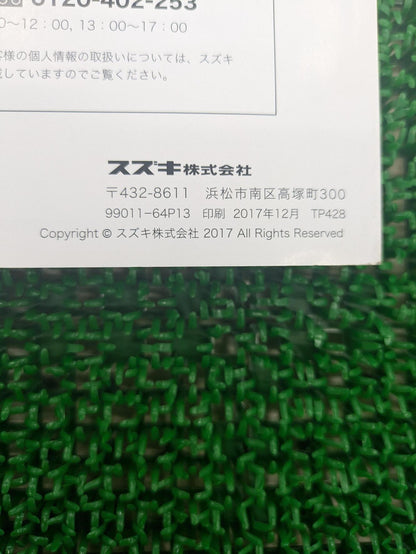 0120-402-253
0〜12：00, 13：00〜17：00
客様の個人情報の取扱いについては、スズキ
載していますのでご覧ください。
スズキ株式会社
〒432-8611 浜松市南区高塚町300
99011-64P13 印刷 2017年12月 TP428
Copyright © スズキ株式会社 2017 All Rights Reserved